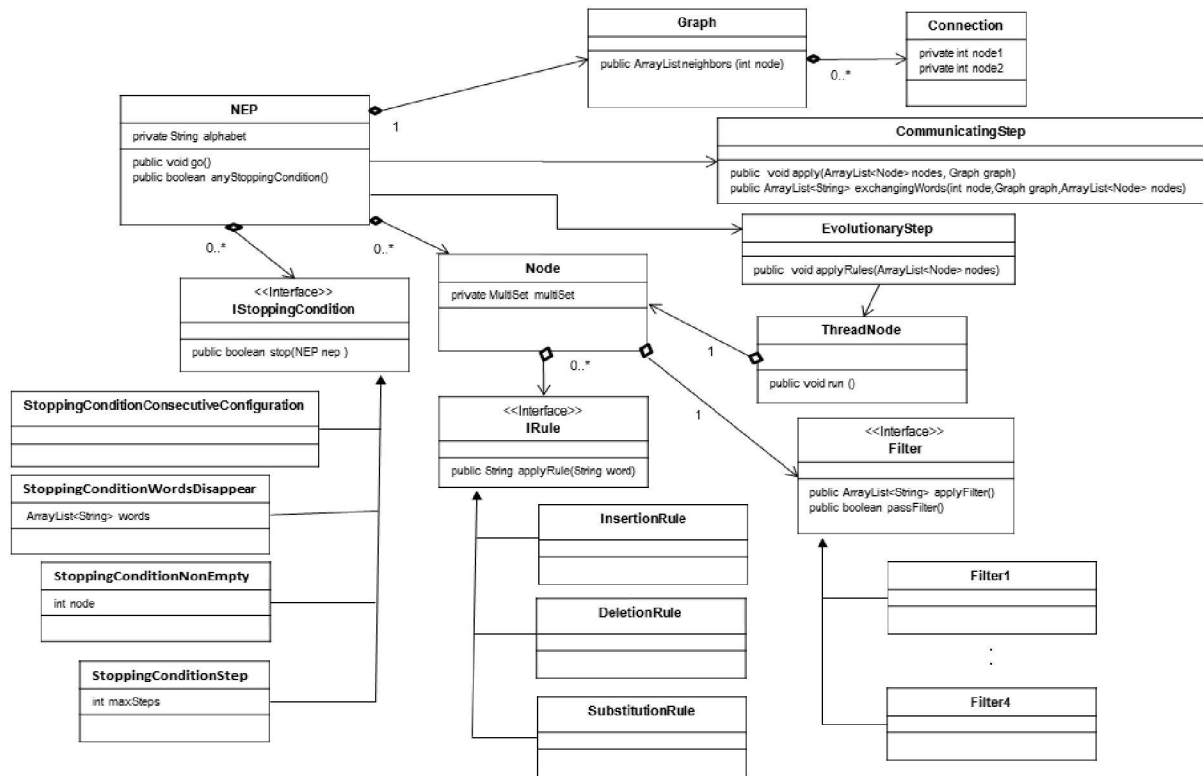 Graph
public ArrayListneighbors (int node)
0..*
Connection
private int node1
private int node2
NEP
private String alphabet
public void go()
public boolean anyStoppingCondition()
1
CommunicatingStep
public void apply(ArrayList<Node> nodes, Graph graph)
public ArrayList<String> exchangingWords(int node,Graph graph,ArrayList<Node> nodes)
EvolutionaryStep
public void applyRules(ArrayList<Node> nodes)
0..*
0..*
Node
private MultiSet multiSet
<<Interface>>
IStoppingCondition
public boolean stop(NEP nep )
ThreadNode
public void run ()
1
0..*
1
StoppingConditionConsecutiveConfiguration
<<Interface>>
IRule
public String applyRule(String word)
<<Interface>>
Filter
public ArrayList<String> applyFilter()
public boolean passFilter()
StoppingConditionWordsDisappear
ArrayList<String> words
InsertionRule
StoppingConditionNonEmpty
int node
Filter1
DeletionRule
:
StoppingConditionStep
int maxSteps
SubstitutionRule
Filter4